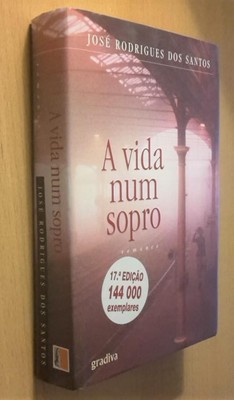 JOSÉ RODRIGUES DOS SANTOS
A vida
num
sopro
romance
17.ª EDIÇÃO
144 000
exemplares
gradiva
A vida num sopro
JOSÉ RODRIGUES DOS SANTOS